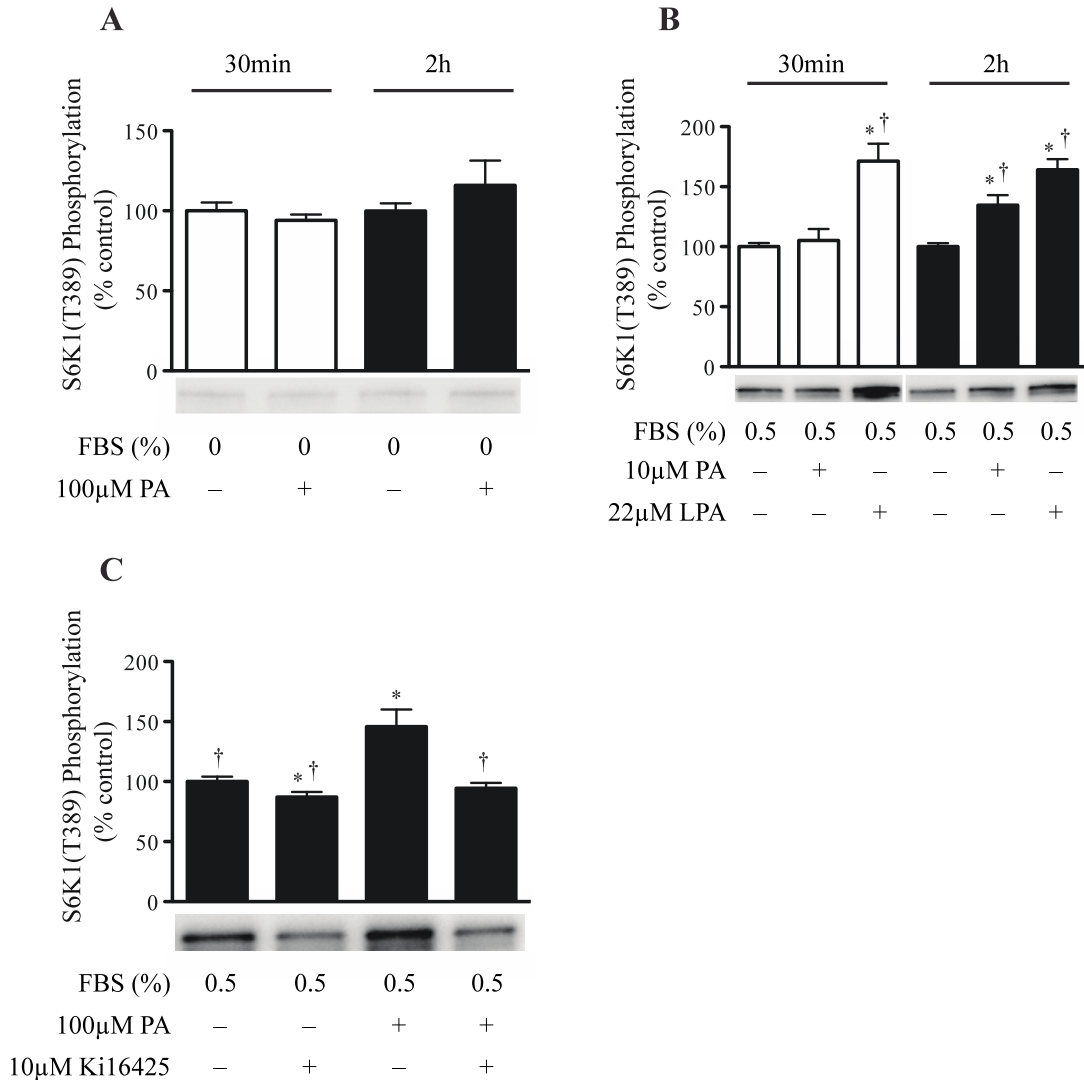 A
30min 2h
S6K1(T389) Phosphorylation
(% control)
150
100
50
0
FBS (%) 0 0 0 0
100µM PA – + – +
B
30min 2h
S6K1(T389) Phosphorylation
(% control)
200
150
100
50
0
*† *† *†
FBS (%) 0.5 0.5 0.5 0.5 0.5 0.5
10µM PA – + – – + –
22µM LPA – – + – – +
C
S6K1(T389) Phosphorylation
(% control)
200
150
100
50
0
† *† * †
FBS (%) 0.5 0.5 0.5 0.5
100µM PA – – + +
10µM Ki16425 – + – +